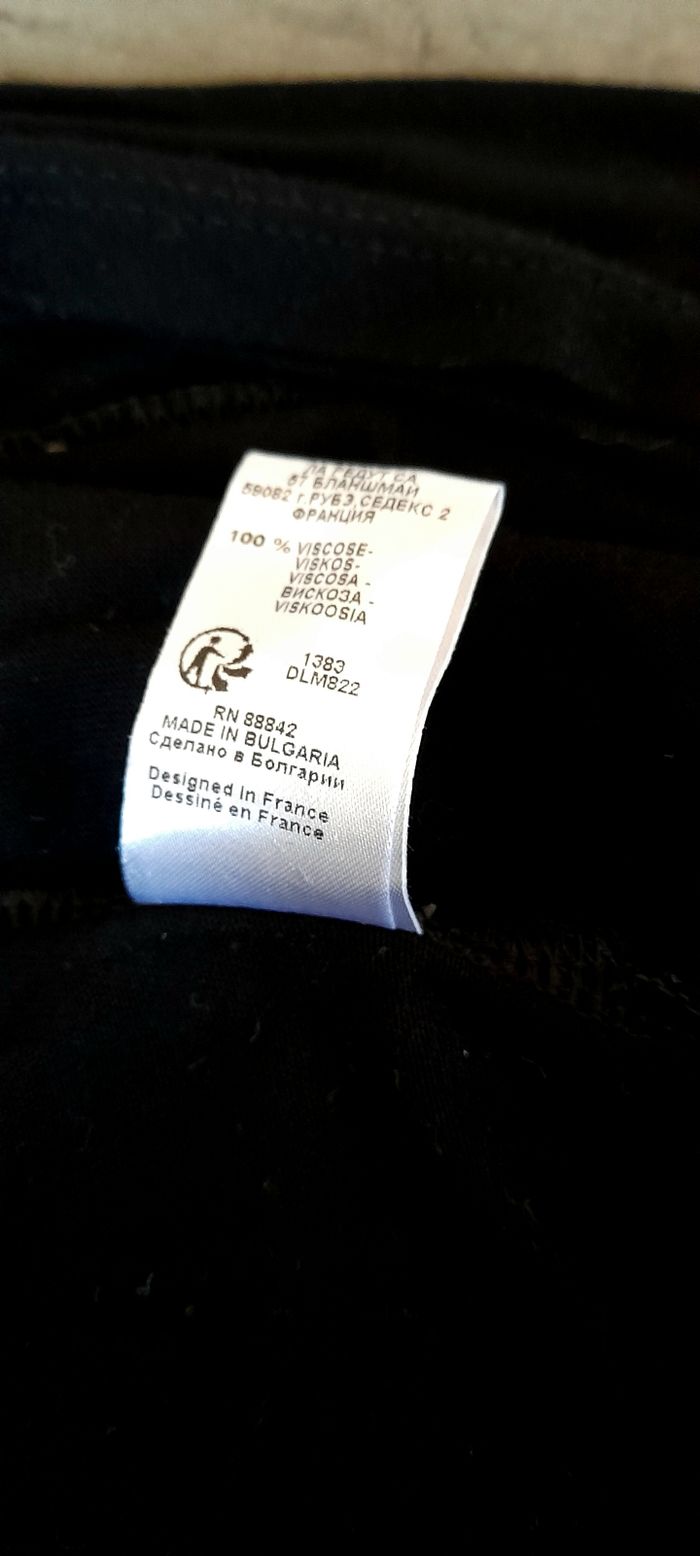 ЛА РЕДУТ СА
57 БЛАНШМАЙ
59082 г.РУБЭ СЕДЕКС 2
ФРАНЦИЯ
100 % VISCOSE-
VISKOS-
VISCOSA -
ВИСКОЗА -
VISKOOSIA
1383
DLM822
RN 88842
MADE IN BULGARIA
Сделано в Болгарии
Designed in France
Dessiné en France